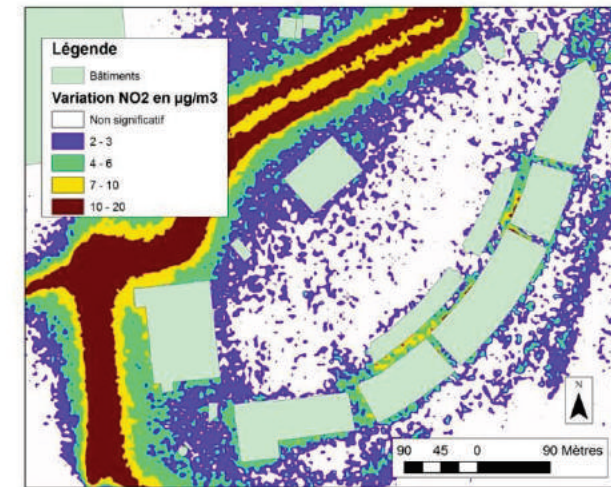 Légende
Bâtiments
Variation NO2 en µg/m3
Non significatif
2 - 3
4 - 6
7 - 10
10 - 20
N
90 45 0 90 Mètres